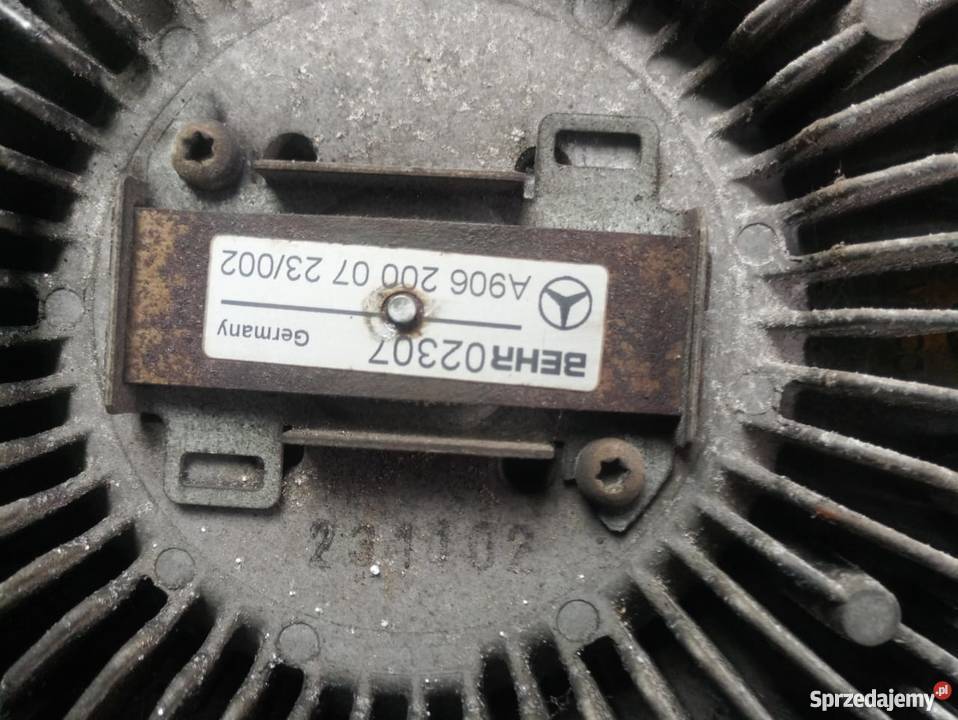 BEHR 02307
Germany
A906 200 07 23/002
231102
Sprzedajemy.pl